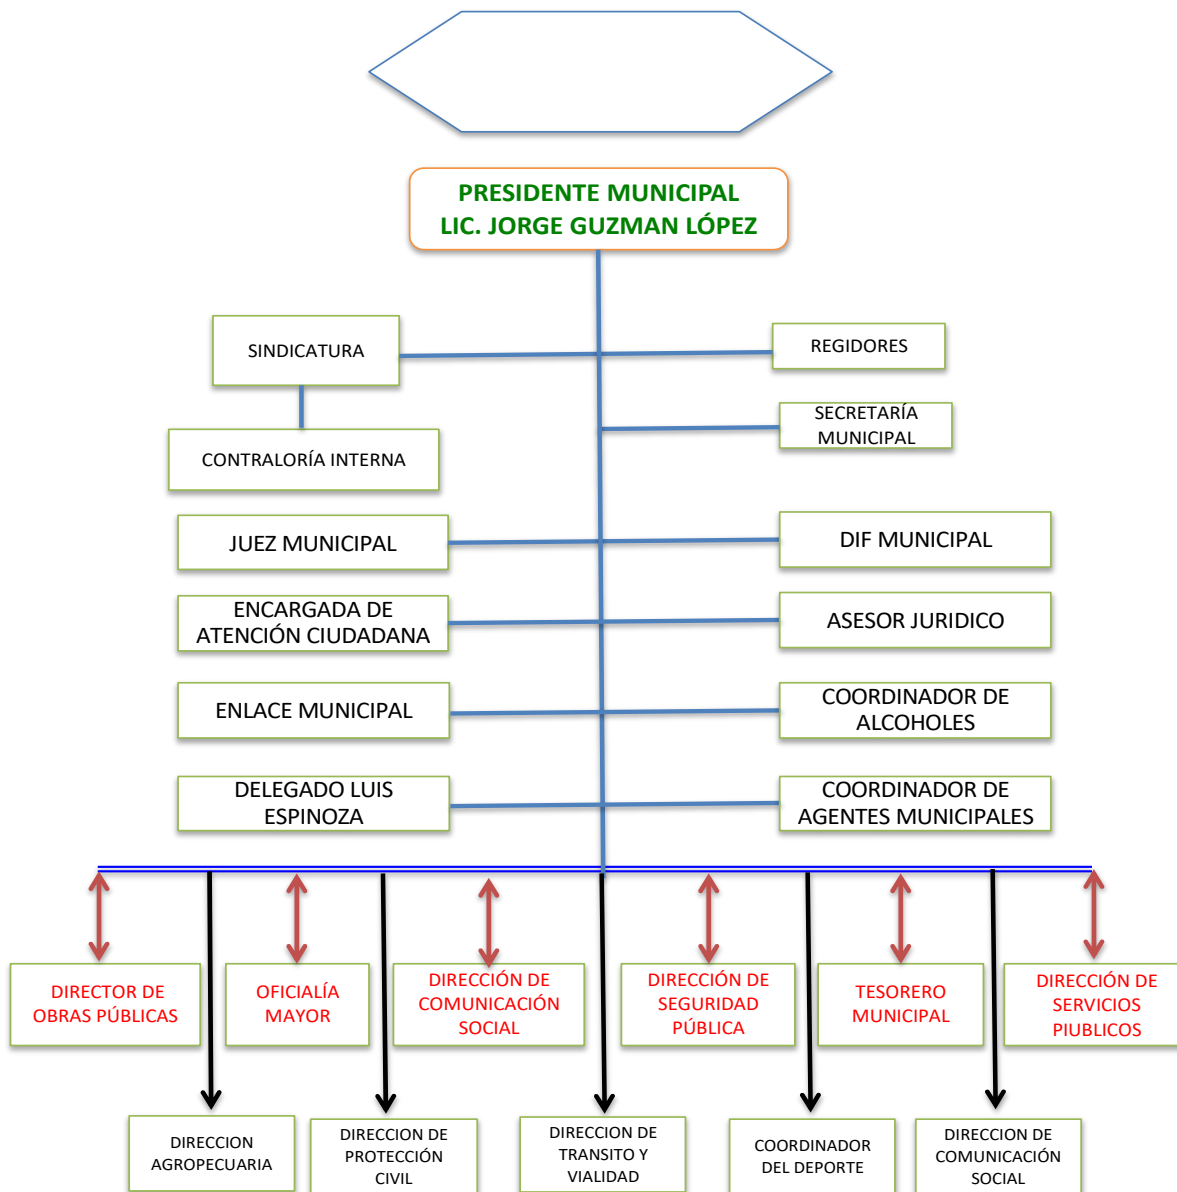 PRESIDENTE MUNICIPAL
LIC. JORGE GUZMAN LÓPEZ
SINDICATURA
REGIDORES
SECRETARÍA
MUNICIPAL
CONTRALORÍA INTERNA
JUEZ MUNICIPAL
DIF MUNICIPAL
ENCARGADA DE
ATENCIÓN CIUDADANA
ASESOR JURIDICO
ENLACE MUNICIPAL
COORDINADOR DE
ALCOHOLES
DELEGADO LUIS
ESPINOZA
COORDINADOR DE
AGENTES MUNICIPALES
DIRECTOR DE
OBRAS PÚBLICAS
OFICIALÍA
MAYOR
DIRECCIÓN DE
COMUNICACIÓN
SOCIAL
DIRECCIÓN DE
SEGURIDAD
PÚBLICA
TESORERO
MUNICIPAL
DIRECCIÓN DE
SERVICIOS
PIUBLICOS
DIRECCION
AGROPECUARIA
DIRECCION DE
PROTECCIÓN
CIVIL
DIRECCION DE
TRANSITO Y
VIALIDAD
COORDINADOR
DEL DEPORTE
DIRECCION DE
COMUNICACIÓN
SOCIAL